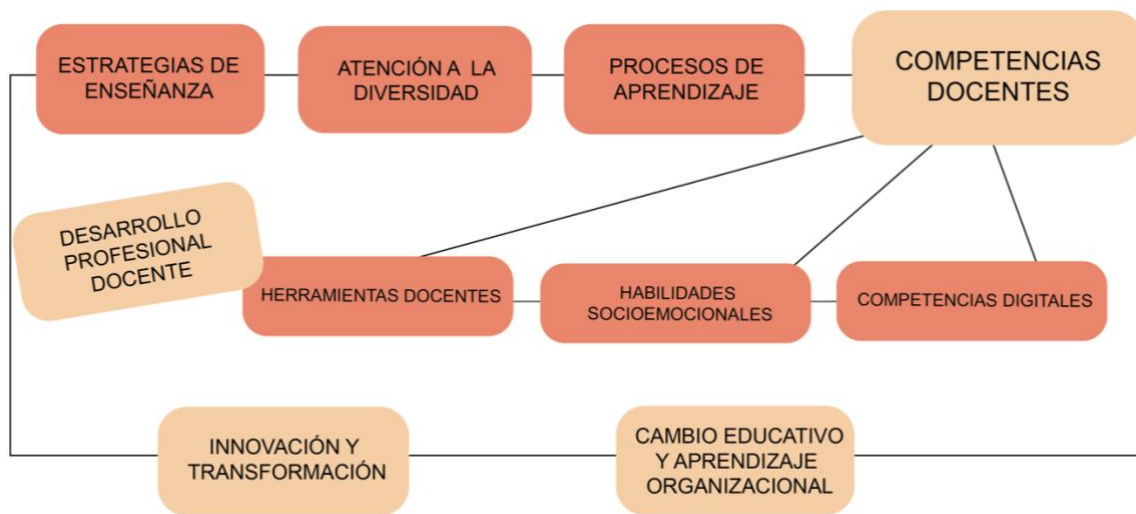 ESTRATEGIAS DE
ENSEÑANZA
ATENCIÓN A LA
DIVERSIDAD
PROCESOS DE
APRENDIZAJE
COMPETENCIAS
DOCENTES
DESARROLLO
PROFESIONAL
DOCENTE
HERRAMIENTAS DOCENTES
HABILIDADES
SOCIOEMOCIONALES
COMPETENCIAS DIGITALES
INNOVACIÓN Y
TRANSFORMACIÓN
CAMBIO EDUCATIVO
Y APRENDIZAJE
ORGANIZACIONAL